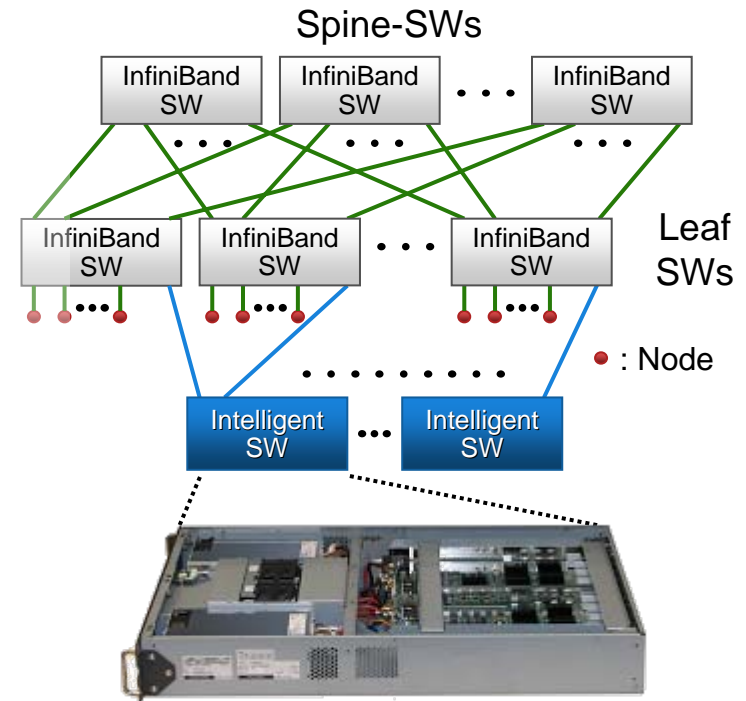 Spine-SWs
InfiniBand
SW
InfiniBand
SW
InfiniBand
SW
InfiniBand
SW
InfiniBand
SW
InfiniBand
SW
Leaf
SWs
: Node
Intelligent
SW
Intelligent
SW